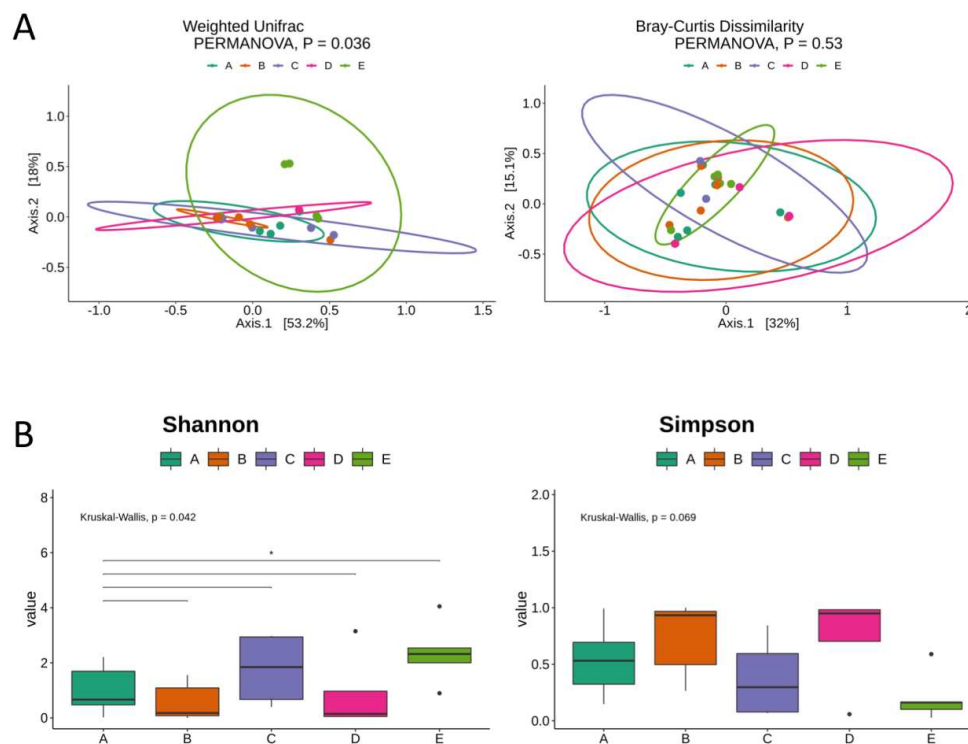 A
Weighted Unifrac
PERMANOVA, P = 0.036
A B C D E
1.0
0.5
0.0
-0.5
Axis.2 [18%]
-1.0 -0.5 0.0 0.5 1.0 1.5
Axis.1 [53.2%]
Bray-Curtis Dissimilarity
PERMANOVA, P = 0.53
A B C D E
1.0
0.5
0.0
-0.5
Axis.2 [15.1%]
-1 0 1 2
Axis.1 [32%]
B
Shannon
A B C D E
8
6
4
2
0
value
Kruskal-Wallis, p = 0.042
*
A B C D E
Simpson
A B C D E
2.0
1.5
1.0
0.5
0.0
value
Kruskal-Wallis, p = 0.069
A B C D E